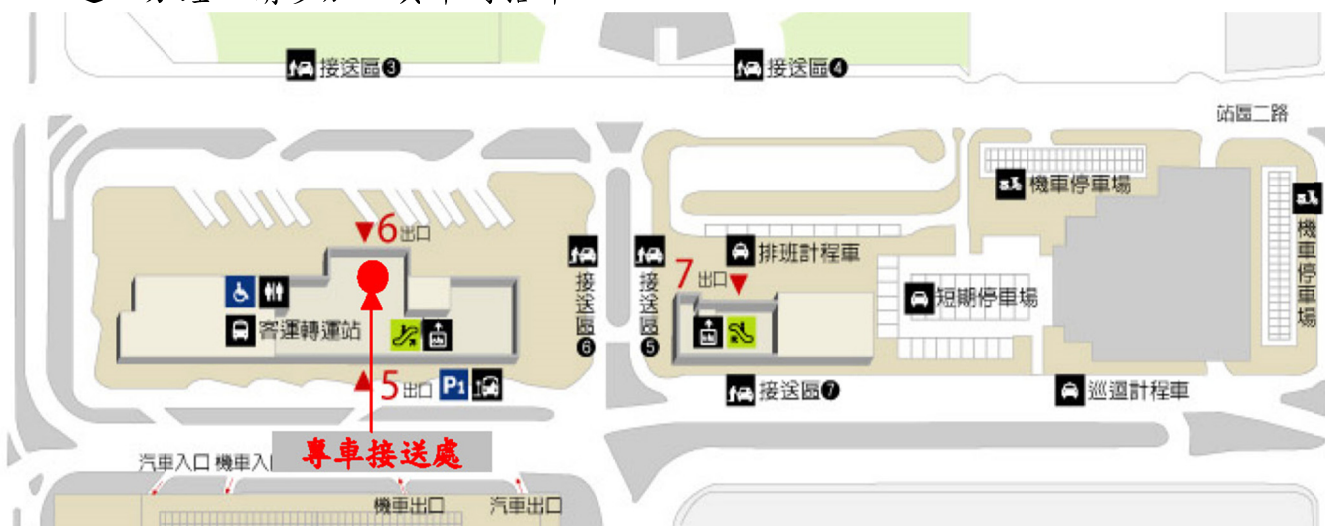 接送區❸
接送區❹
站區二路
機車停車場
機車停車場
6出口
排班計程車
接送區❻
接送區❺
7出口
短期停車場
客運轉運站
5出口 P1
接送區❼
巡迴計程車
專車接送處
汽車入口 機車入
機車出口
汽車出口